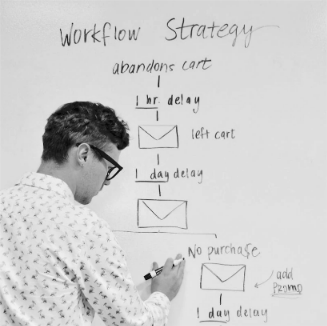 Workflow Strategy
abandons cart
1 hr. delay
left cart
1 day delay
No purchase
add
promo
1 day delay